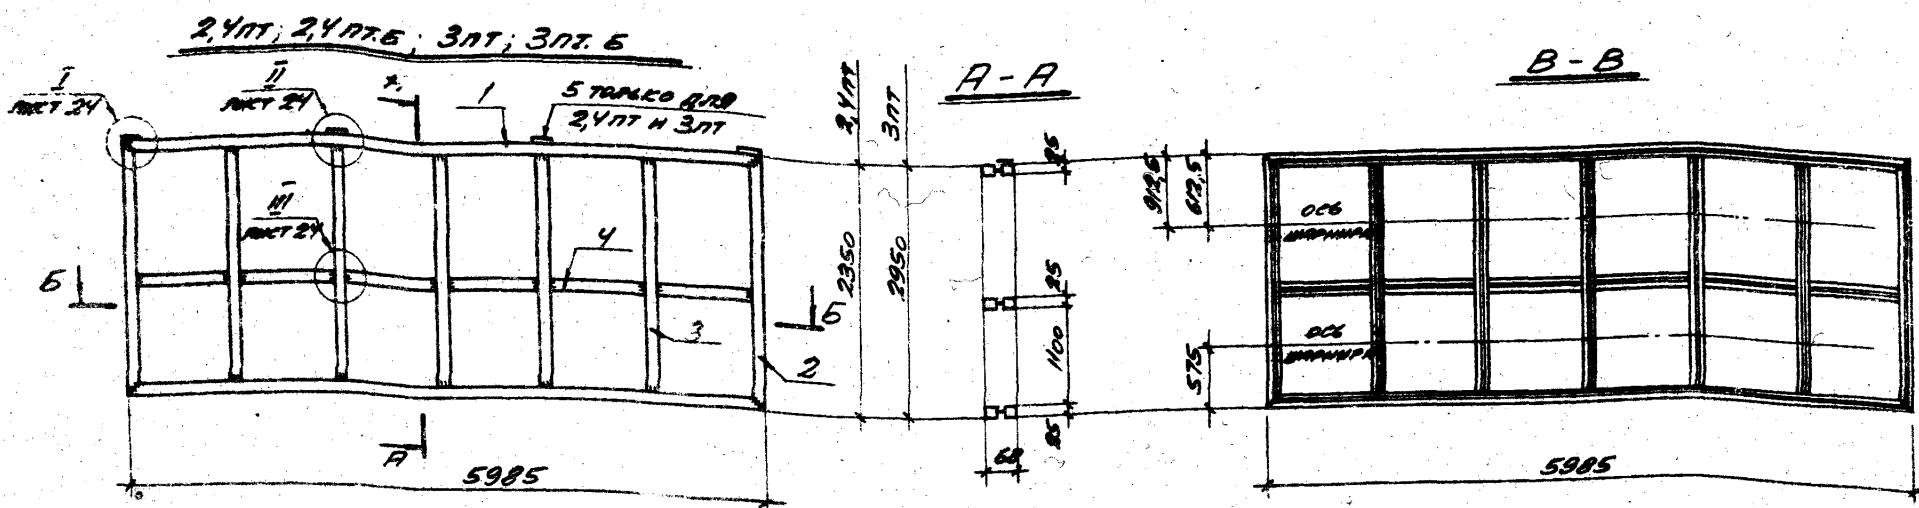 2,4ПТ; 2,4ПТ.Б; 3ПТ; 3ПТ.Б
I
лист 24
II
лист 24
1
5 только для
2,4ПТ и 3ПТ
III
лист 24
4
3
2
Б
Б
А
5985
А - А
2,4ПТ
3ПТ
2350
2950
25
25
1100
25
68
В - В
912,5
612,5
575
ось
шарнира
ось
шарнира
5985